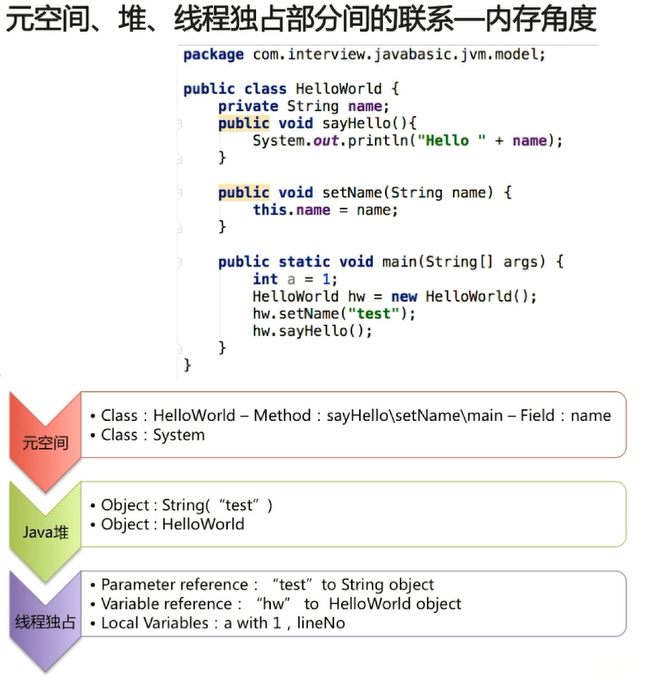 元空间、堆、线程独占部分间的联系—内存角度
package com.interview.javabasic.jvm.model;
public class HelloWorld {
private String name;
public void sayHello(){
System.out.println("Hello " + name);
}
public void setName(String name) {
this.name = name;
}
public static void main(String[] args) {
int a = 1;
HelloWorld hw = new HelloWorld();
hw.setName("test");
hw.sayHello();
}
}
元空间
• Class：HelloWorld – Method：sayHello\setName\main – Field：name
• Class：System
Java堆
• Object：String(“test”)
• Object：HelloWorld
线程独占
• Parameter reference：“test” to String object
• Variable reference：“hw” to HelloWorld object
• Local Variables：a with 1，lineNo